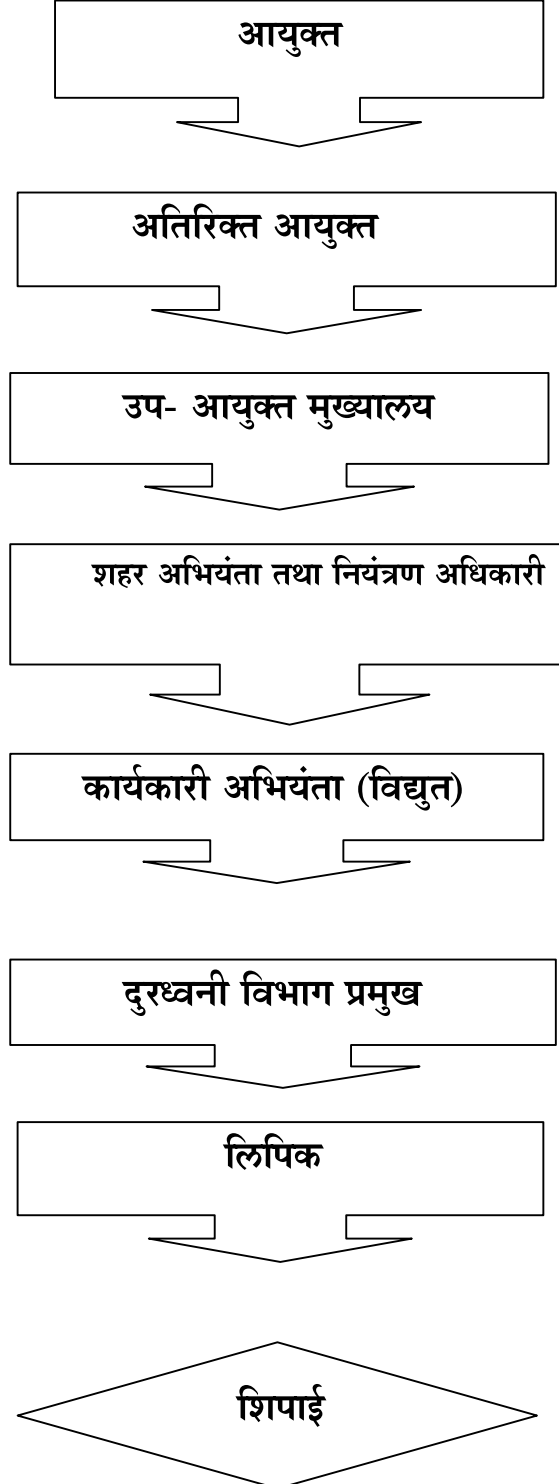 आयुक्त
अतिरिक्त आयुक्त
उप- आयुक्त मुख्यालय
शहर अभियंता तथा नियंत्रण अधिकारी
कार्यकारी अभियंता (विद्युत)
दुरध्वनी विभाग प्रमुख
लिपिक
शिपाई